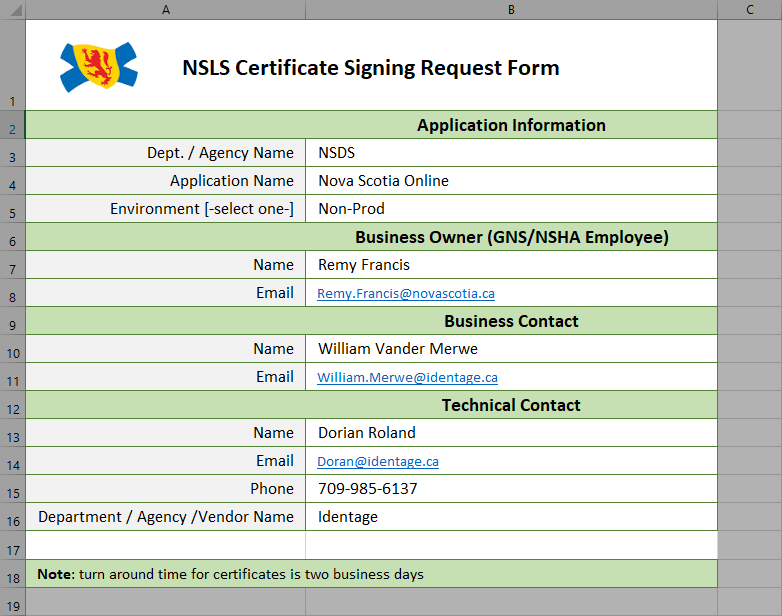 A B C
1 NSLS Certificate Signing Request Form
2 Application Information
3 Dept. / Agency Name NSDS
4 Application Name Nova Scotia Online
5 Environment [-select one-] Non-Prod
6 Business Owner (GNS/NSHA Employee)
7 Name Remy Francis
8 Email Remy.Francis@novascotia.ca
9 Business Contact
10 Name William Vander Merwe
11 Email William.Merwe@identage.ca
12 Technical Contact
13 Name Dorian Roland
14 Email Doran@identage.ca
15 Phone 709-985-6137
16 Department / Agency /Vendor Name Identage
17
18 Note: turn around time for certificates is two business days
19